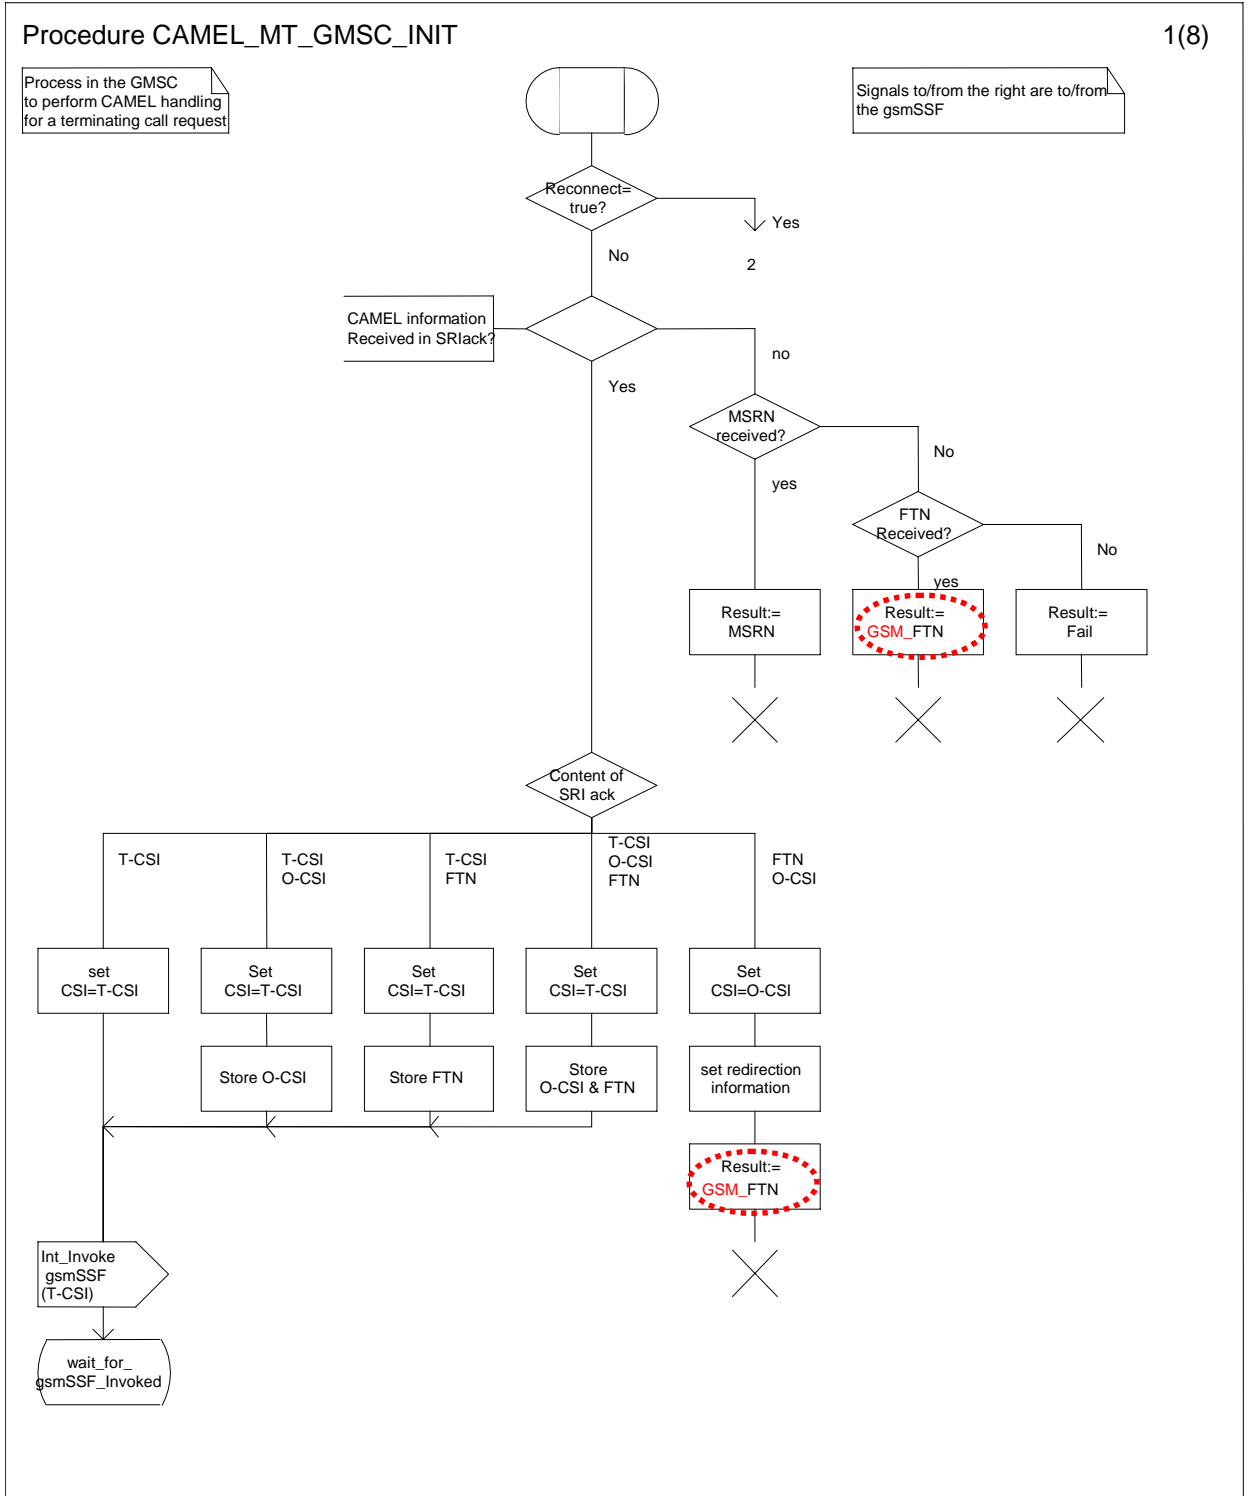 Procedure CAMEL_MT_GMSC_INIT
1(8)
Process in the GMSC
to perform CAMEL handling
for a terminating call request
Signals to/from the right are to/from
the gsmSSF
Reconnect=
true?
Yes
No
2
CAMEL information
Received in SRIack?
no
Yes
MSRN
received?
No
yes
FTN
Received?
No
yes
Result:=
MSRN
Result:=
GSM_FTN
Result:=
Fail
Content of
SRI ack
T-CSI
T-CSI
O-CSI
T-CSI
FTN
T-CSI
O-CSI
FTN
FTN
O-CSI
set
CSI=T-CSI
Set
CSI=T-CSI
Set
CSI=T-CSI
Set
CSI=T-CSI
Set
CSI=O-CSI
Store O-CSI
Store FTN
Store
O-CSI & FTN
set redirection
information
Result:=
GSM_FTN
Int_Invoke
gsmSSF
(T-CSI)
wait_for_
gsmSSF_Invoked